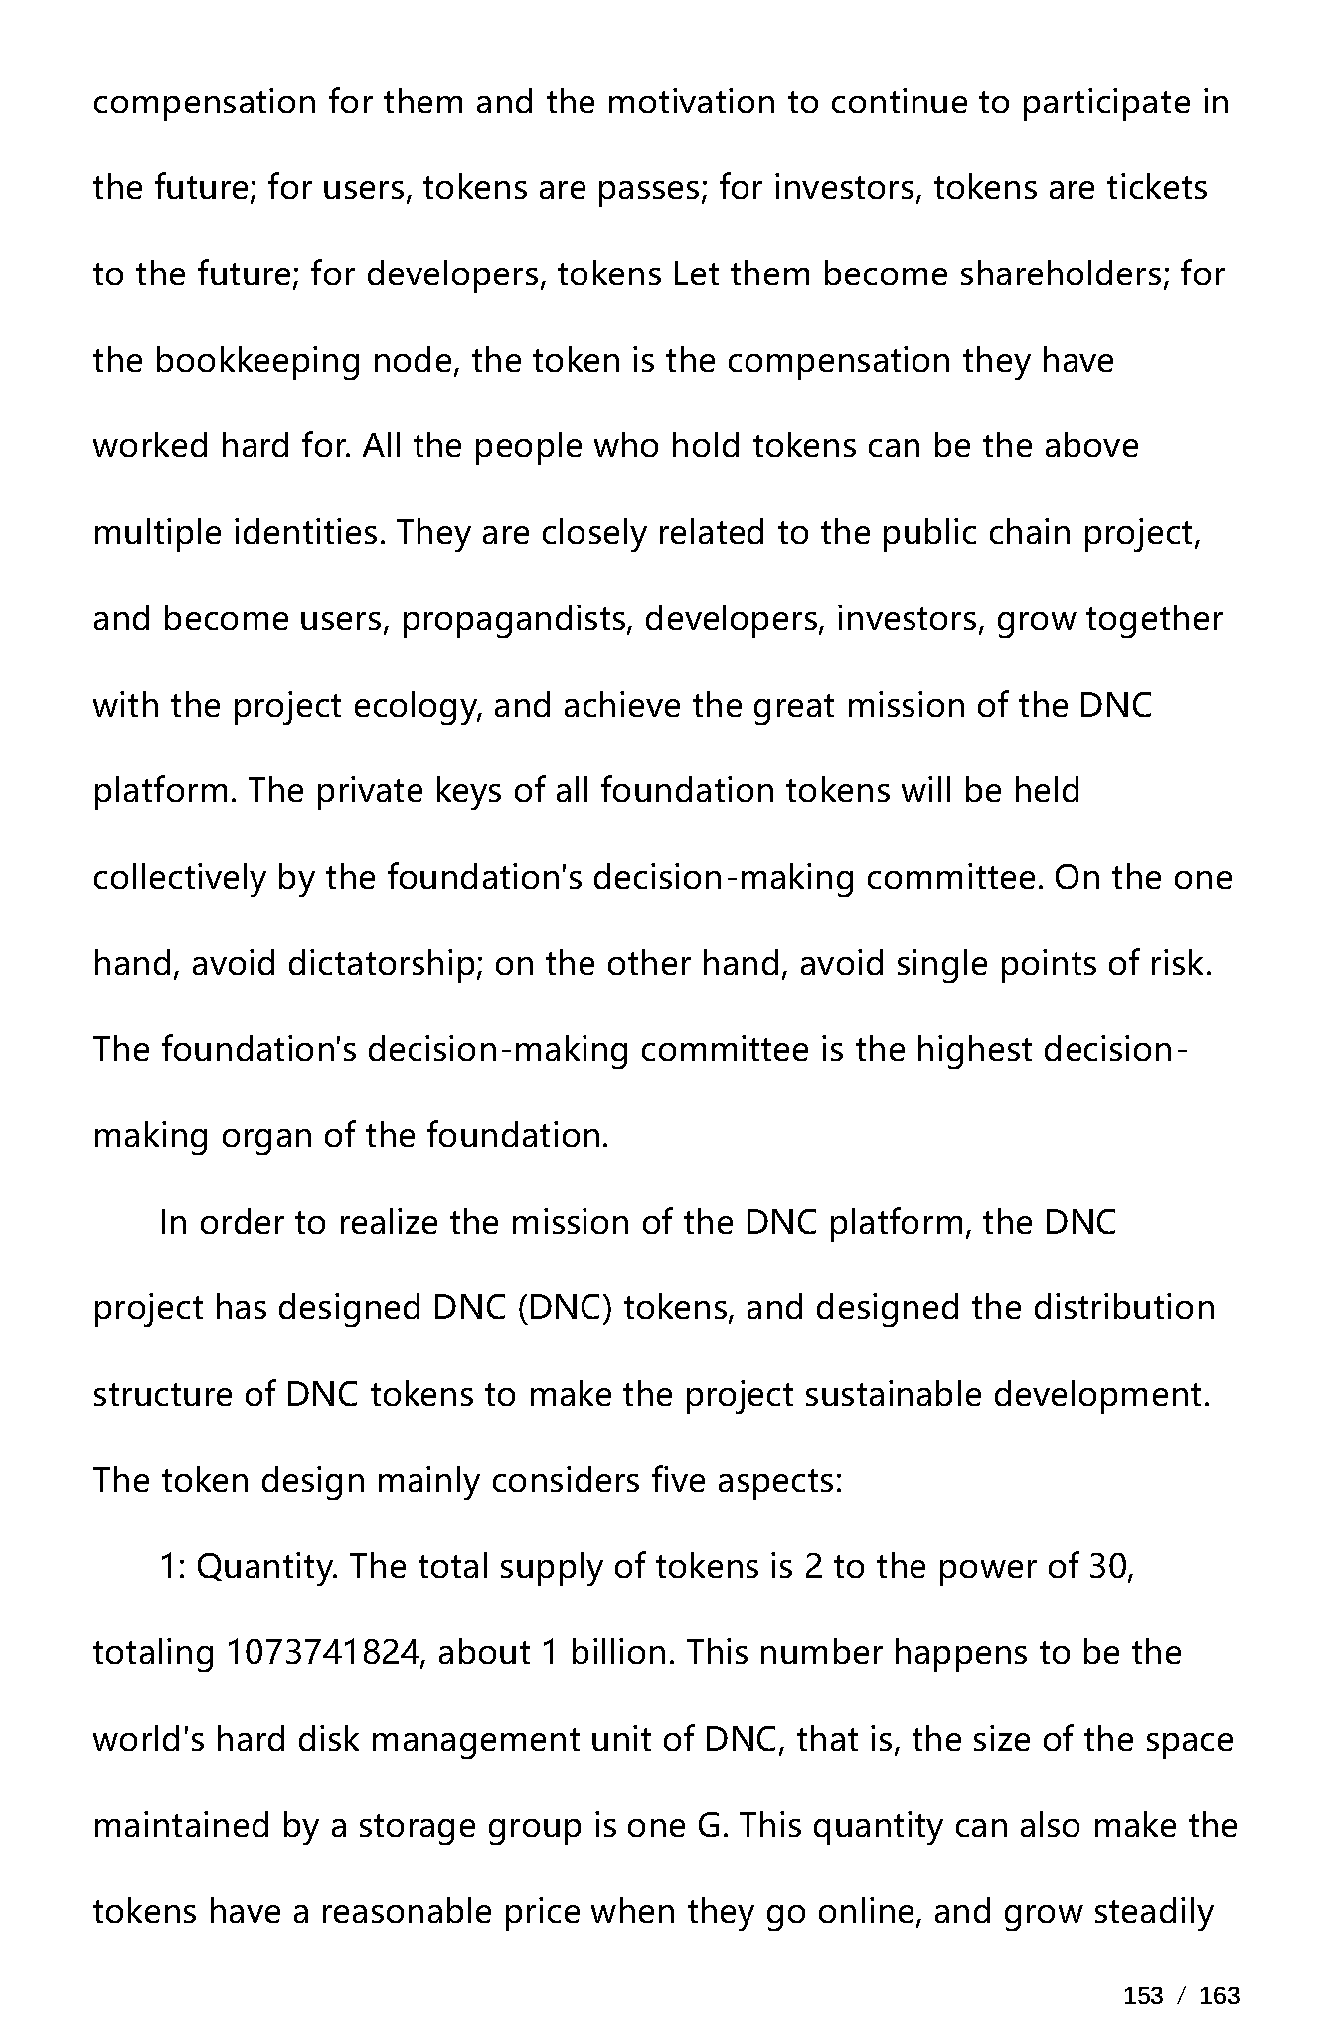 compensation for them and the motivation to continue to participate in
the future; for users, tokens are passes; for investors, tokens are tickets
to the future; for developers, tokens Let them become shareholders; for
the bookkeeping node, the token is the compensation they have
worked hard for. All the people who hold tokens can be the above
multiple identities. They are closely related to the public chain project,
and become users, propagandists, developers, investors, grow together
with the project ecology, and achieve the great mission of the DNC
platform. The private keys of all foundation tokens will be held
collectively by the foundation's decision-making committee. On the one
hand, avoid dictatorship; on the other hand, avoid single points of risk.
The foundation's decision-making committee is the highest decision-
making organ of the foundation.
In order to realize the mission of the DNC platform, the DNC
project has designed DNC (DNC) tokens, and designed the distribution
structure of DNC tokens to make the project sustainable development.
The token design mainly considers five aspects:
1: Quantity. The total supply of tokens is 2 to the power of 30,
totaling 1073741824, about 1 billion. This number happens to be the
world's hard disk management unit of DNC, that is, the size of the space
maintained by a storage group is one G. This quantity can also make the
tokens have a reasonable price when they go online, and grow steadily
153 / 163